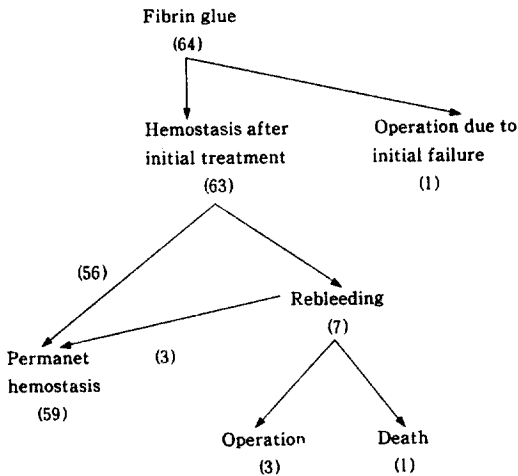 Fibrin glue
(64)
Hemostasis after
initial treatment
(63)
Operation due to
initial failure
(1)
(56)
Rebleeding
(7)
(3)
Permanet
hemostasis
(59)
Operation
(3)
Death
(1)